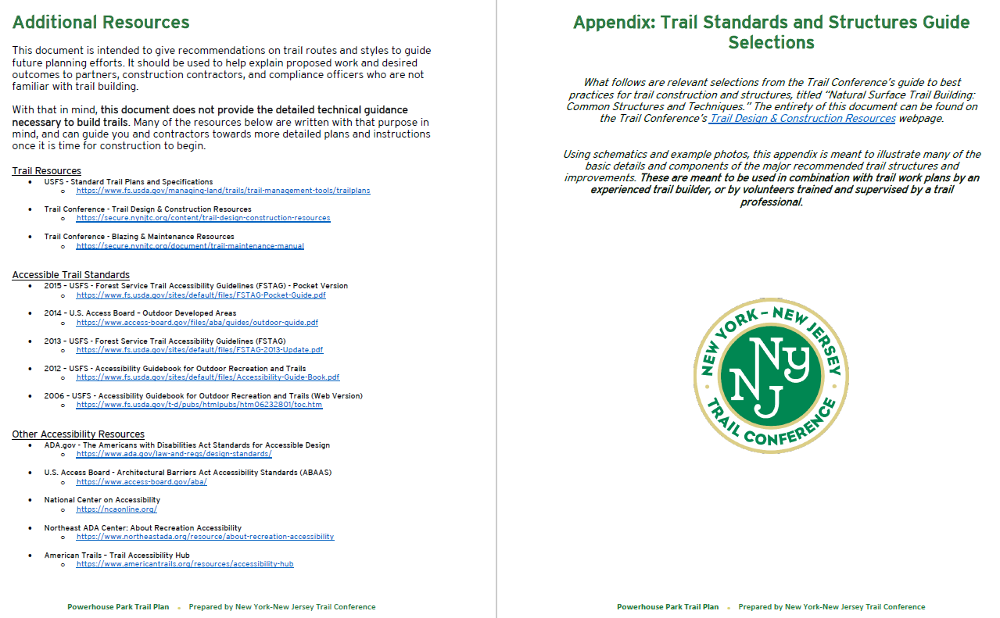 Additional Resources
This document is intended to give recommendations on trail routes and styles to guide
future planning efforts. It should be used to help explain proposed work and desired
outcomes to partners, construction contractors, and compliance officers who are not
familiar with trail building.
With that in mind, this document does not provide the detailed technical guidance
necessary to build trails. Many of the resources below are written with that purpose in
mind, and can guide you and contractors towards more detailed plans and instructions
once it is time for construction to begin.
Trail Resources
• USFS - Standard Trail Plans and Specifications
o https://www.fs.usda.gov/managing-land/trails/trail-management-tools/trailplans
• Trail Conference - Trail Design & Construction Resources
o https://secure.nynjtc.org/content/trail-design-construction-resources
• Trail Conference - Blazing & Maintenance Resources
o https://secure.nynjtc.org/document/trail-maintenance-manual
Accessible Trail Standards
• 2015 – USFS - Forest Service Trail Accessibility Guidelines (FSTAG) - Pocket Version
o https://www.fs.usda.gov/sites/default/files/FSTAG-Pocket-Guide.pdf
• 2014 – U.S. Access Board – Outdoor Developed Areas
o https://www.access-board.gov/files/aba/guides/outdoor-guide.pdf
• 2013 – USFS - Forest Service Trail Accessibility Guidelines (FSTAG)
o https://www.fs.usda.gov/sites/default/files/FSTAG-2013-Update.pdf
• 2012 – USFS - Accessibility Guidebook for Outdoor Recreation and Trails
o https://www.fs.usda.gov/sites/default/files/Accessibility-Guide-Book.pdf
• 2006 – USFS - Accessibility Guidebook for Outdoor Recreation and Trails (Web Version)
o https://www.fs.usda.gov/t-d/pubs/htmlpubs/htm06232801/toc.htm
Other Accessibility Resources
• ADA.gov - The Americans with Disabilities Act Standards for Accessible Design
o https://www.ada.gov/law-and-regs/design-standards/
• U.S. Access Board - Architectural Barriers Act Accessibility Standards (ABAAS)
o https://www.access-board.gov/aba/
• National Center on Accessibility
o https://ncaonline.org/
• Northeast ADA Center: About Recreation Accessibility
o https://www.northeastada.org/resource/about-recreation-accessibility
• American Trails – Trail Accessibility Hub
o https://www.americantrails.org/resources/accessibility-hub
Powerhouse Park Trail Plan • Prepared by New York-New Jersey Trail Conference
Appendix: Trail Standards and Structures Guide
Selections
What follows are relevant selections from the Trail Conference's guide to best
practices for trail construction and structures, titled "Natural Surface Trail Building:
Common Structures and Techniques." The entirety of this document can be found on
the Trail Conference's Trail Design & Construction Resources webpage.
Using schematics and example photos, this appendix is meant to illustrate many of the
basic details and components of the major recommended trail structures and
improvements. These are meant to be used in combination with trail work plans by an
experienced trail builder, or by volunteers trained and supervised by a trail
professional.
NEW YORK – NEW JERSEY
NY
NJ
TRAIL CONFERENCE
Powerhouse Park Trail Plan • Prepared by New York-New Jersey Trail Conference